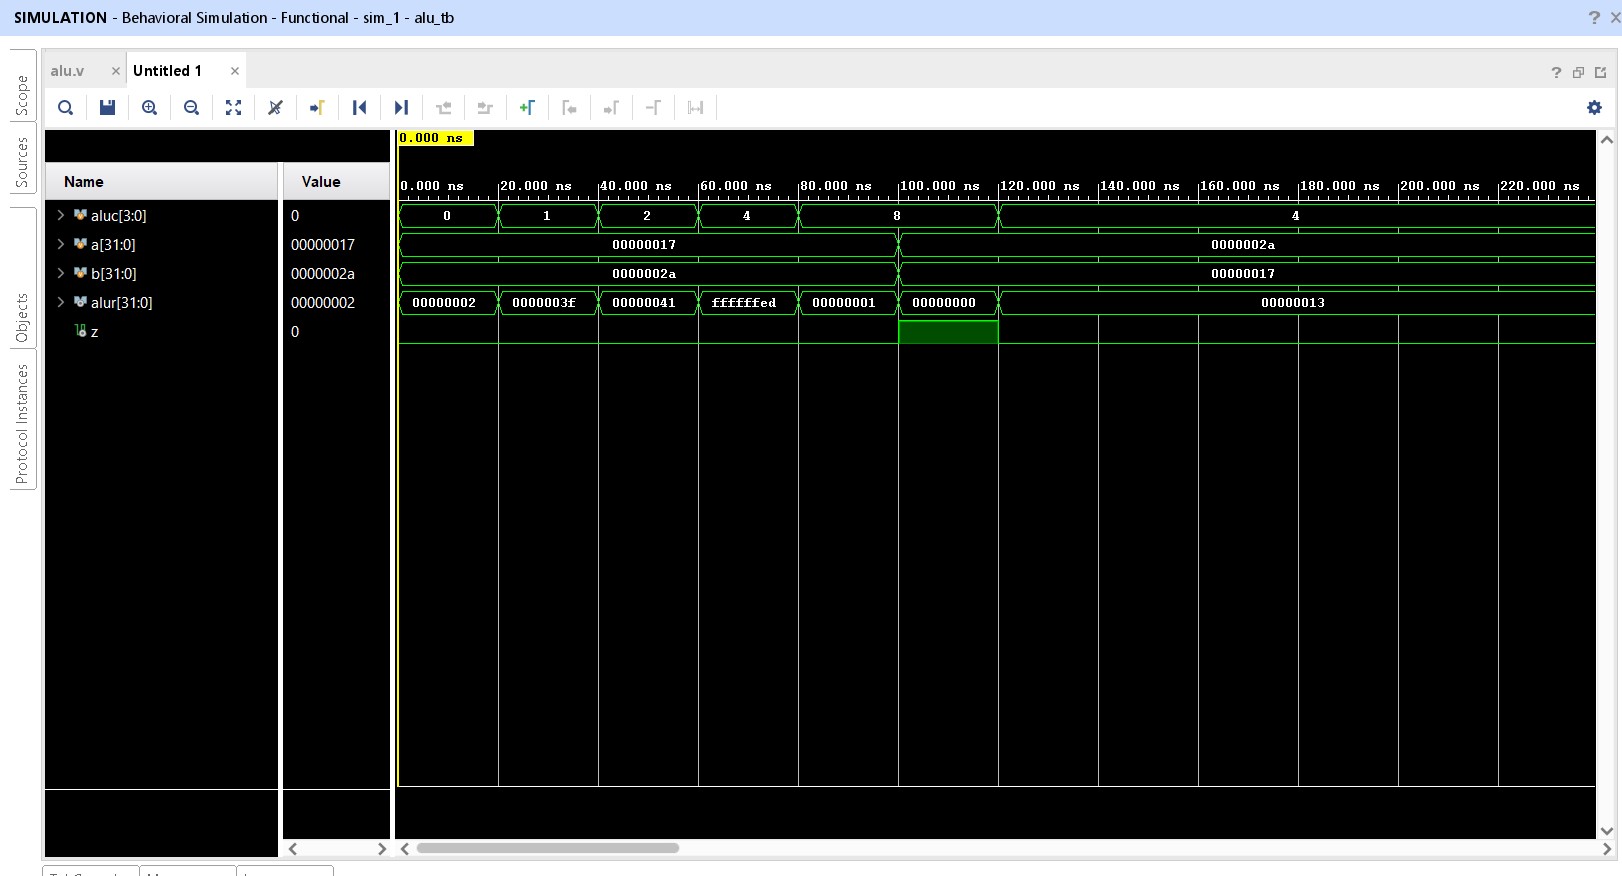 SIMULATION - Behavioral Simulation - Functional - sim_1 - alu_tb
? ×
Scope
Sources
Objects
Protocol Instances
alu.v × Untitled 1 ×
?
0.000 ns
Name Value
0.000 ns 20.000 ns 40.000 ns 60.000 ns 80.000 ns 100.000 ns 120.000 ns 140.000 ns 160.000 ns 180.000 ns 200.000 ns 220.000 ns
aluc[3:0] 0 0 1 2 4 8 4
a[31:0] 00000017 00000017 0000002a
b[31:0] 0000002a 0000002a 00000017
alur[31:0] 00000002 00000002 0000003f 00000041 ffffffed 00000001 00000000 00000013
z 0